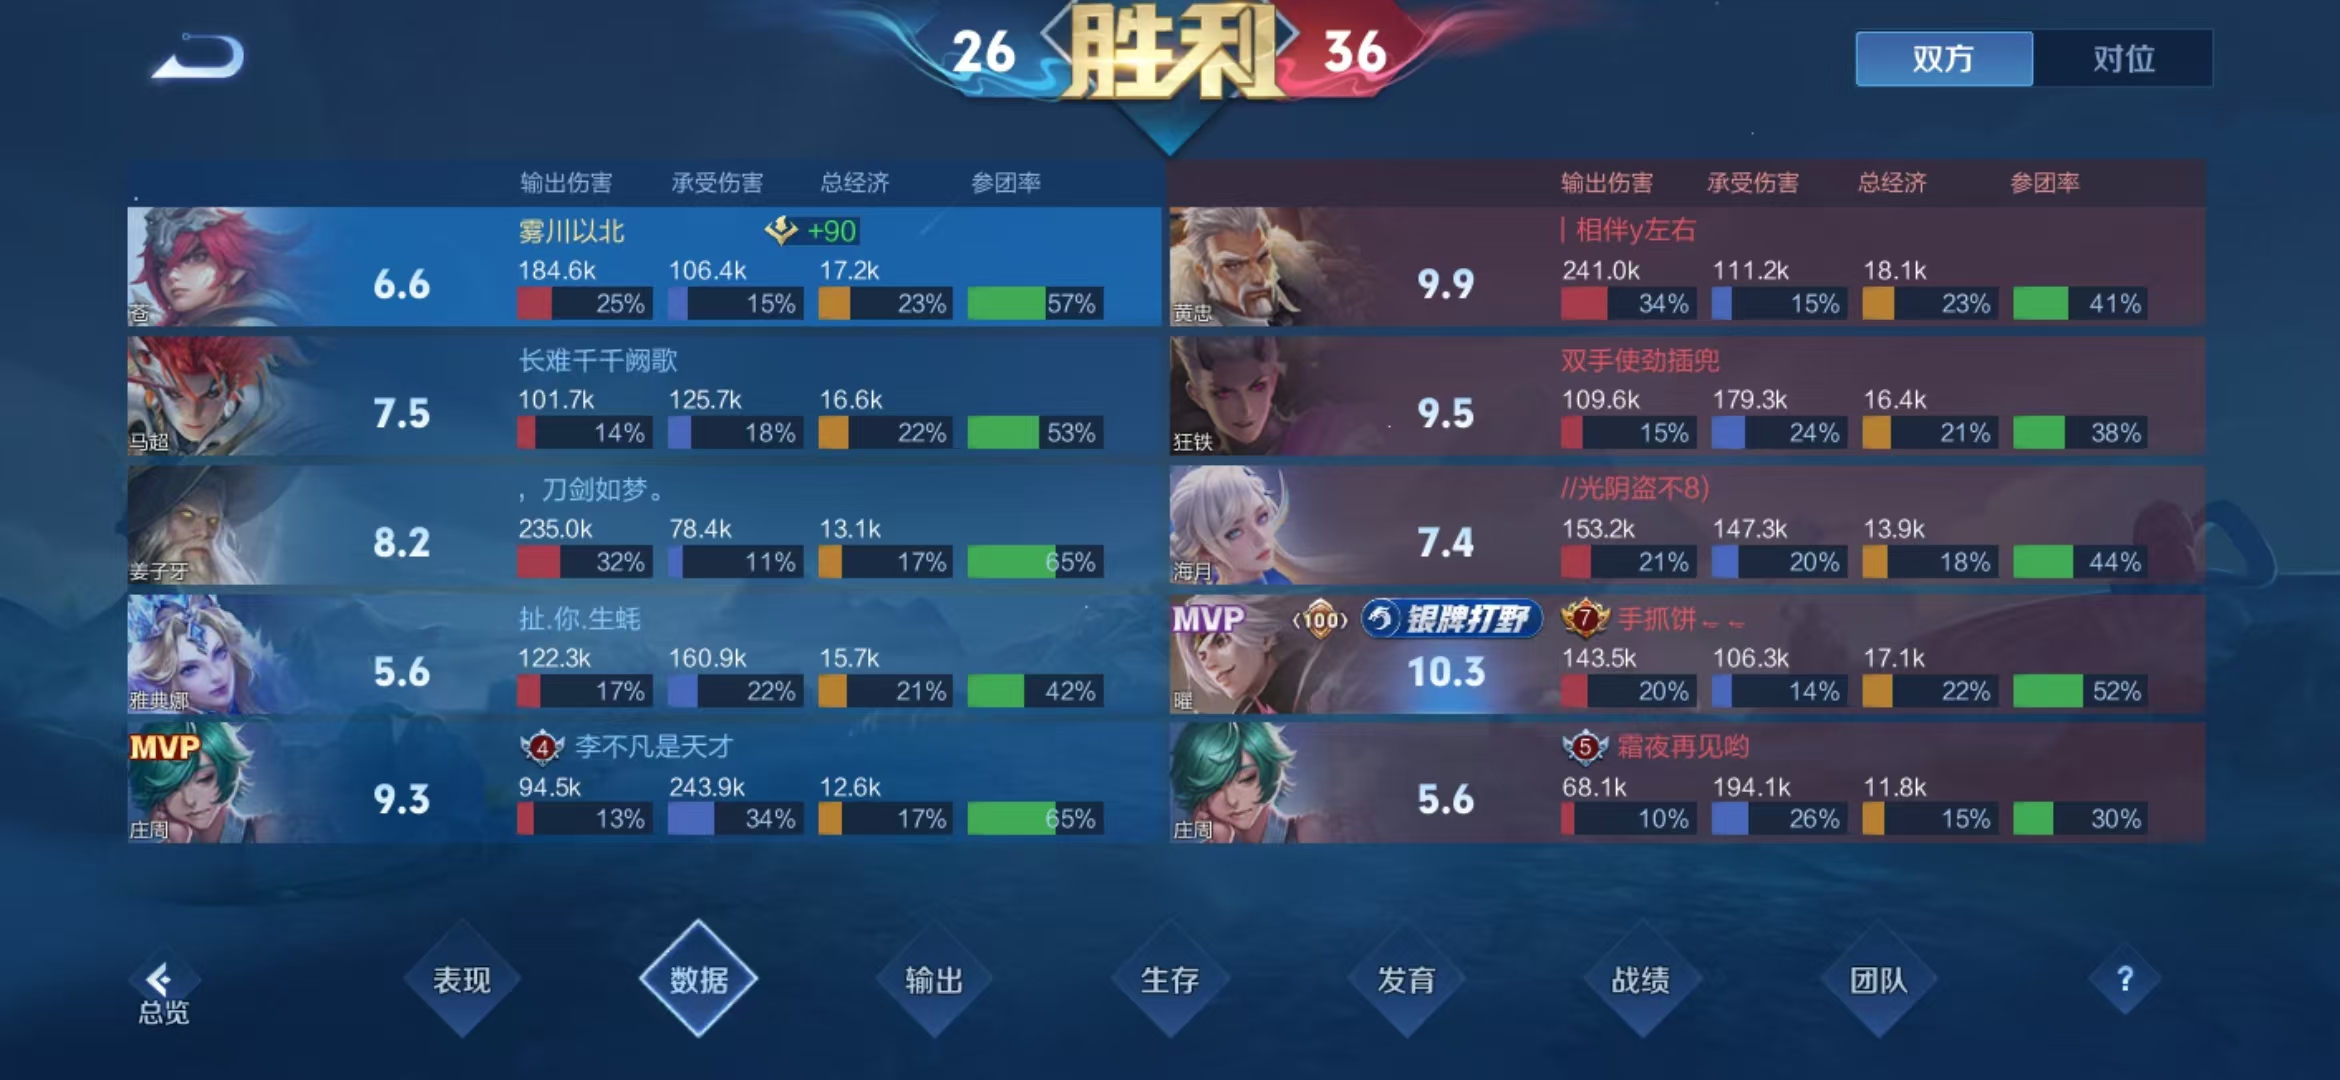 26 胜利 36
双方 对位
输出伤害 承受伤害 总经济 参团率
输出伤害 承受伤害 总经济 参团率
苍 6.6 雾川以北 +90
184.6k 106.4k 17.2k
25% 15% 23% 57%
黄忠 9.9 | 相伴y左右
241.0k 111.2k 18.1k
34% 15% 23% 41%
马超 7.5 长难千千阙歌
101.7k 125.7k 16.6k
14% 18% 22% 53%
狂铁 9.5 双手使劲插兜
109.6k 179.3k 16.4k
15% 24% 21% 38%
姜子牙 8.2 ，刀剑如梦。
235.0k 78.4k 13.1k
32% 11% 17% 65%
海月 7.4 //光阴盗不8)
153.2k 147.3k 13.9k
21% 20% 18% 44%
雅典娜 5.6 扯.你.生蚝
122.3k 160.9k 15.7k
17% 22% 21% 42%
MVP 100 银牌打野 7 手抓饼~ ~
曜 10.3
143.5k 106.3k 17.1k
20% 14% 22% 52%
MVP 庄周 9.3 4 李不凡是天才
94.5k 243.9k 12.6k
13% 34% 17% 65%
庄周 5.6 5 霜夜再见哟
68.1k 194.1k 11.8k
10% 26% 15% 30%
总览 表现 数据 输出 生存 发育 战绩 团队 ?